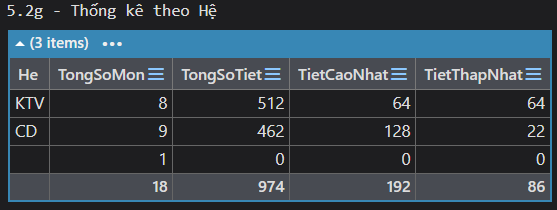 5.2g - Thống kê theo Hệ
(3 items) •••
He TongSoMon TongSoTiet TietCaoNhat TietThapNhat
KTV 8 512 64 64
CD 9 462 128 22
1 0 0 0
18 974 192 86